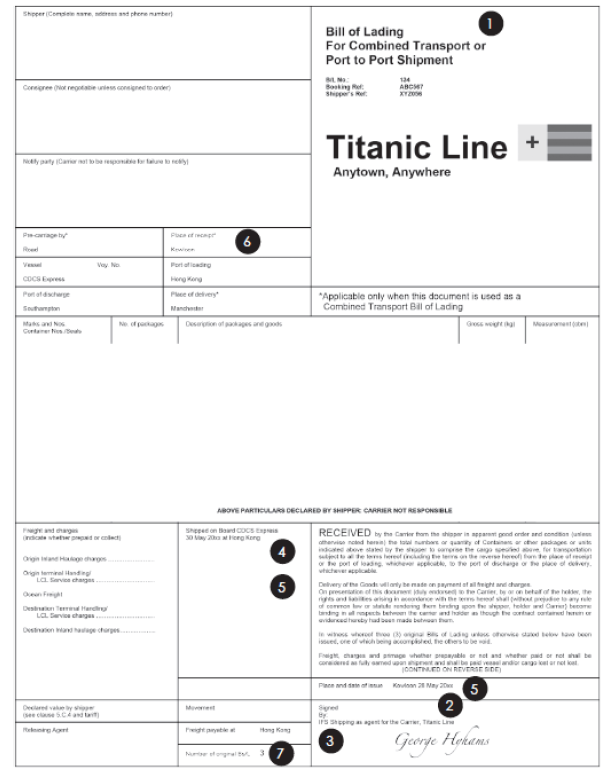 Shipper (Complete name, address and phone number)
1
Bill of Lading
For Combined Transport or
Port to Port Shipment
B/L No.: 134
Booking Ref: ABC567
Shipper's Ref: XYZ056
Consignee (Not negotiable unless consigned to order)
Titanic Line +
Anytown, Anywhere
Notify party (Carrier not to be responsible for failure to notify)
Pre-carriage by* Place of receipt* 6
Road Kowloon
Vessel Voy. No Port of loading
CDCS Express Hong Kong
Port of discharge Place of delivery*
Southampton Manchester
*Applicable only when this document is used as a
Combined Transport Bill of Lading
Marks and Nos. No. of packages Description of packages and goods Gross weight (kg) Measurement (cbm)
Container Nos./Seals
ABOVE PARTICULARS DECLARED BY SHIPPER: CARRIER NOT RESPONSIBLE
Freight and charges
(indicate whether prepaid or collect)
Origin Inland Haulage charges
Origin terminal Handling/
LCL Service charges
Ocean Freight
Destination Terminal Handling/
LCL Service charges
Destination Inland haulage charges
Shipped on Board CDCS Express
30 May 20xx at Hong Kong
4
5
RECEIVED by the Carrier from the shipper in apparent good order and condition (unless
otherwise noted herein) the total numbers or quantity of Containers or other packages or units
indicated above stated by the shipper to comprise the cargo specified above, for transportation
subject to all the terms hereof (including the terms on the reverse hereof) from the place of receipt
or the port of loading, whichever applicable, to the port of discharge or the place of delivery,
whichever applicable.
Delivery of the Goods will only be made on payment of all freight and charges.
On presentation of this document (duly endorsed) to the Carrier, by or on behalf of the holder, the
rights and liabilities arising in accordance with the terms hereof shall (without prejudice to any rule
of common law or statute rendering them binding upon the shipper, holder and Carrier) become
binding in all respects between the carrier and holder as though the contract contained herein or
evidenced hereby had been made between them.
In witness whereof three (3) original Bills of Lading unless otherwise stated below have been
issued, one of which being accomplished, the others to be void.
Freight, charges and primage whether prepayable or not and whether paid or not shall be
considered as fully earned upon shipment and shall be paid vessel and/or cargo lost or not lost.
(CONTINUED ON REVERSE SIDE)
Place and date of issue Kowloon 28 May 20xx 5
Declared value by shipper
(see clause 5.C.4 and tariff)
Movement
Signed 2
By:
IFS Shipping as agent for the Carrier, Titanic Line
Releasing Agent
Freight payable at Hong Kong
3
George Highams
Number of original Bs/L 3 7